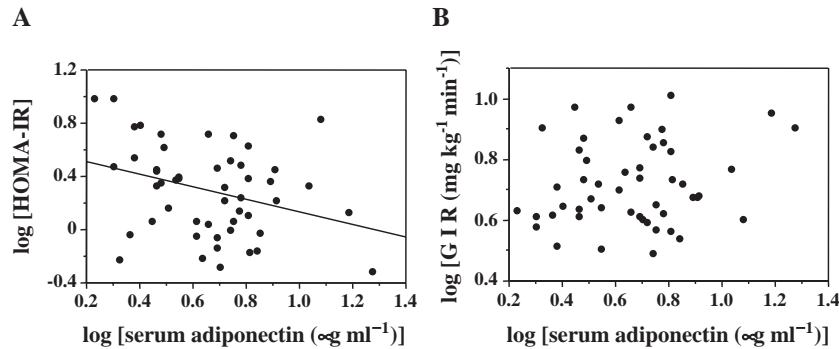 A
B
log [HOMA-IR]
1.2
0.8
0.4
0
-0.4
0.2 0.4 0.6 0.8 1.0 1.2 1.4
log [serum adiponectin (∝g ml⁻¹)]
log [G I R (mg kg⁻¹ min⁻¹)]
1.0
0.8
0.6
0.4
0.2 0.4 0.6 0.8 1.0 1.2 1.4
log [serum adiponectin (∝g ml⁻¹)]